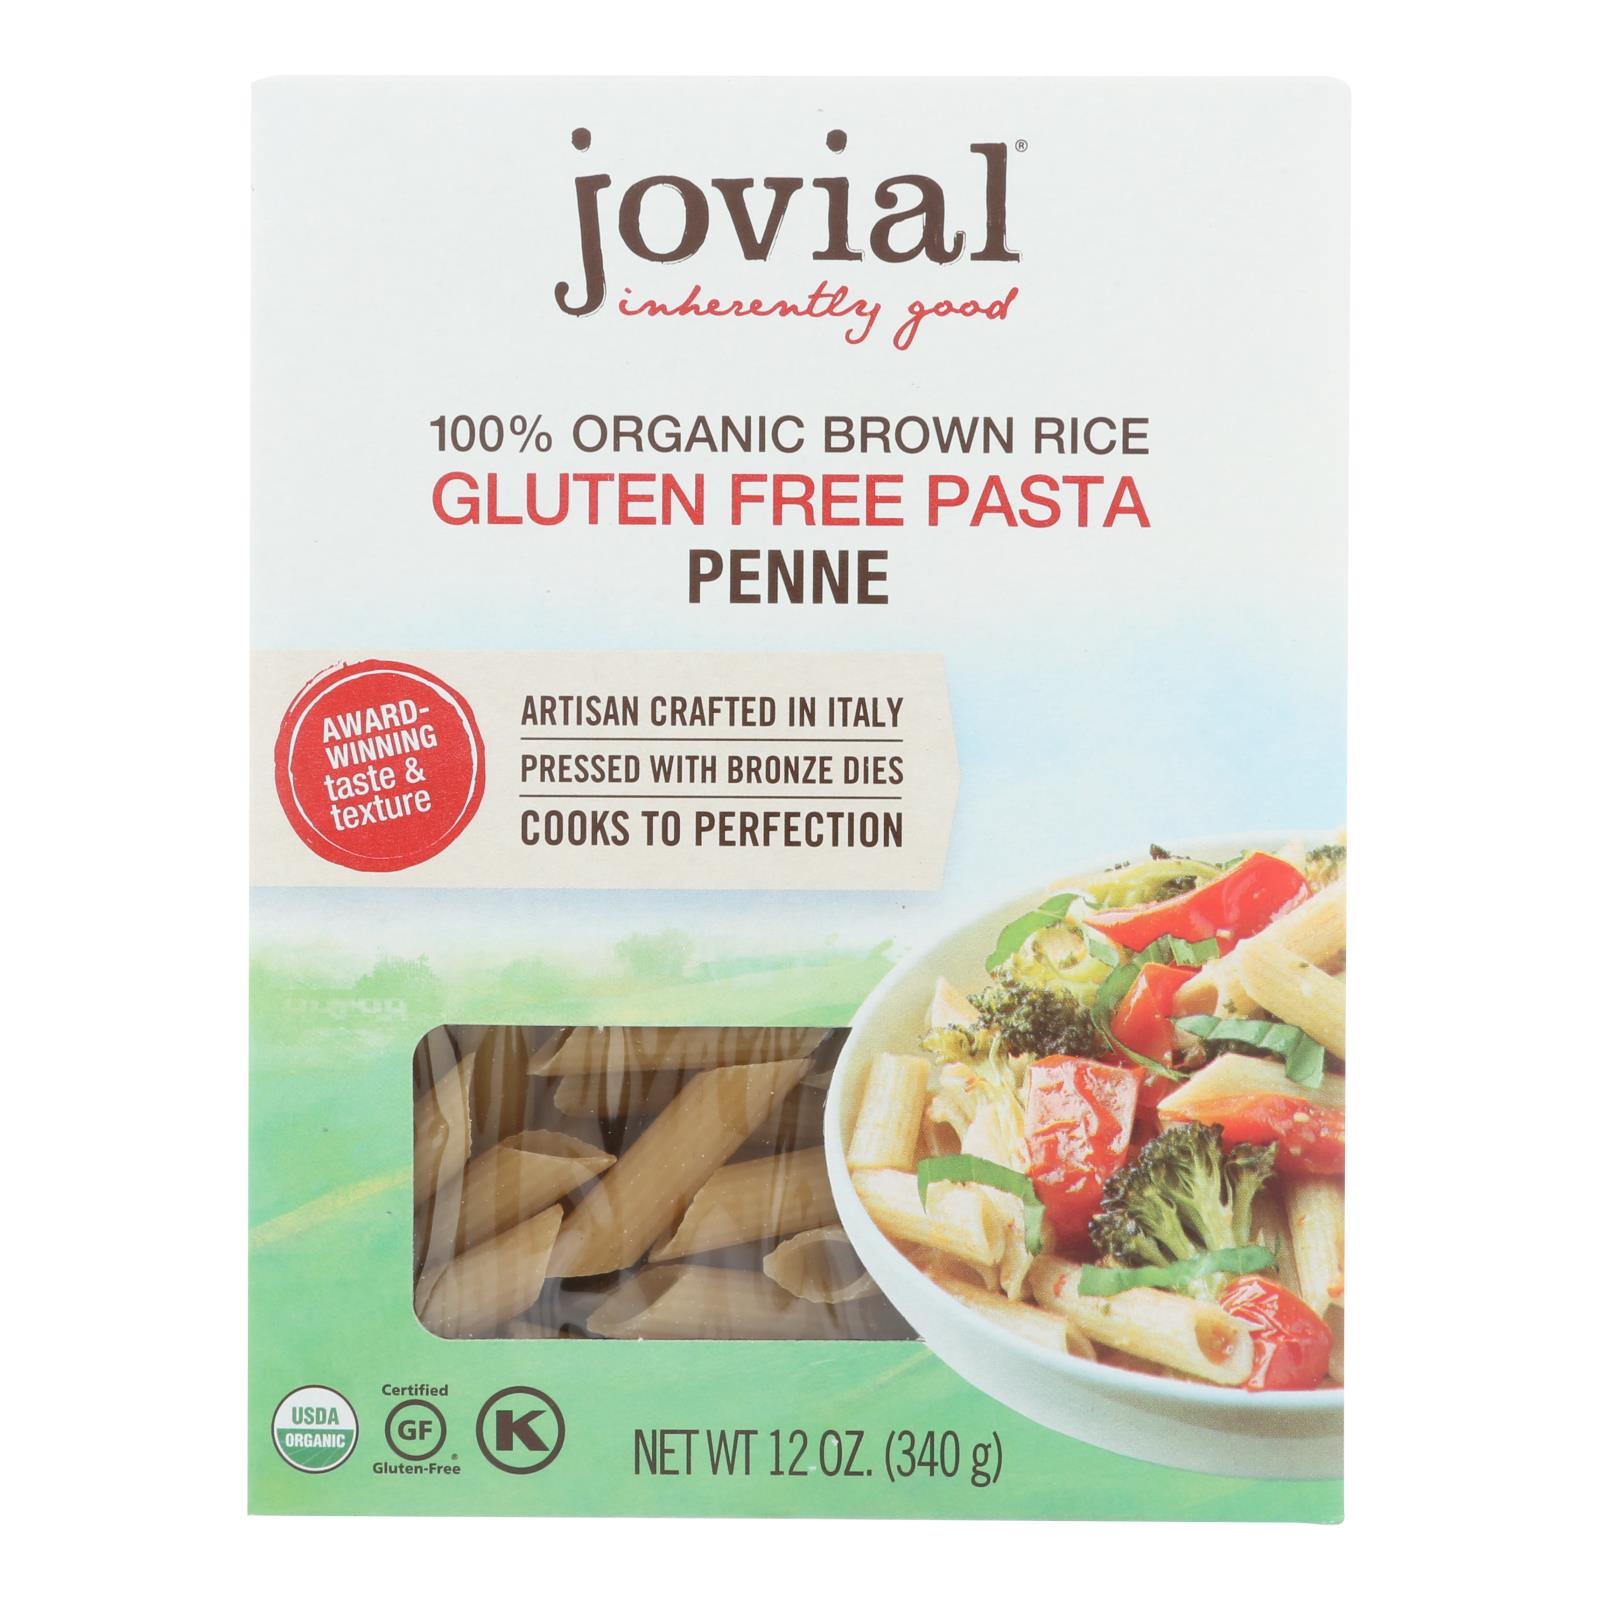 jovial®
inherently good
100% ORGANIC BROWN RICE
GLUTEN FREE PASTA
PENNE
AWARD-
WINNING
taste &
texture
ARTISAN CRAFTED IN ITALY
PRESSED WITH BRONZE DIES
COOKS TO PERFECTION
USDA
ORGANIC
Certified
GF®
Gluten-Free
K
NET WT 12 OZ. (340 g)